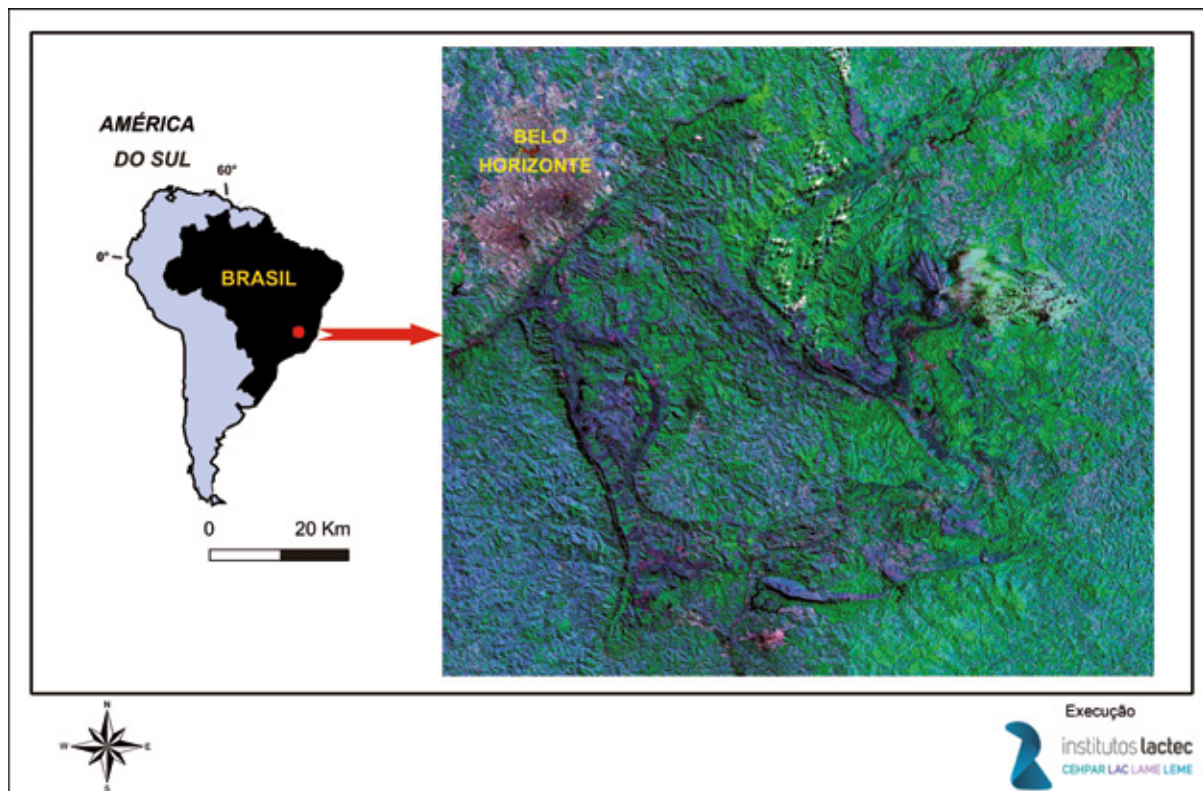 AMÉRICA
DO SUL
60°
0°
BRASIL
BELO
HORIZONTE
0 20 Km
N
W E
S
Execução
institutos lactec
CEHPAR LAC LAME LEME